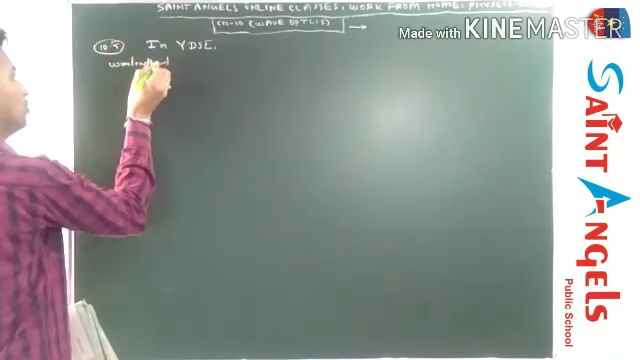 SAINT ANGELS ONLINE CLASSES, WORK FROM HOME, PHYSICS
CH-10 (WAVE OPTICS)
Made with KINEMASTER
10.5 In YDSE,
SAINT ANGELS
Public School